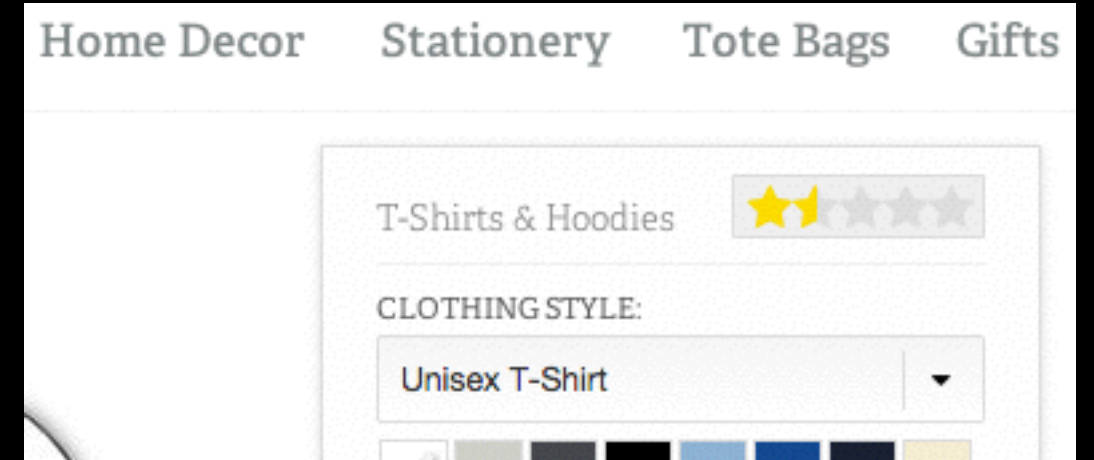 Home Decor Stationery Tote Bags Gifts
T-Shirts & Hoodies
CLOTHING STYLE:
Unisex T-Shirt